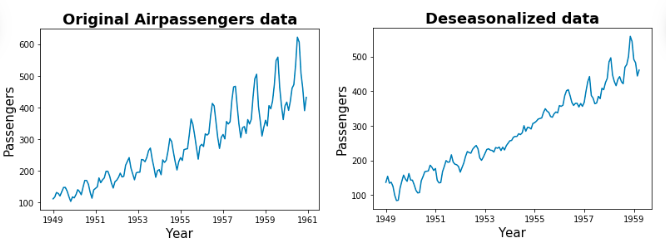 Original Airpassengers data
Passengers
600
500
400
300
200
100
1949 1951 1953 1955 1957 1959 1961
Year
Deseasonalized data
Passengers
500
400
300
200
100
1949 1951 1953 1955 1957 1959
Year